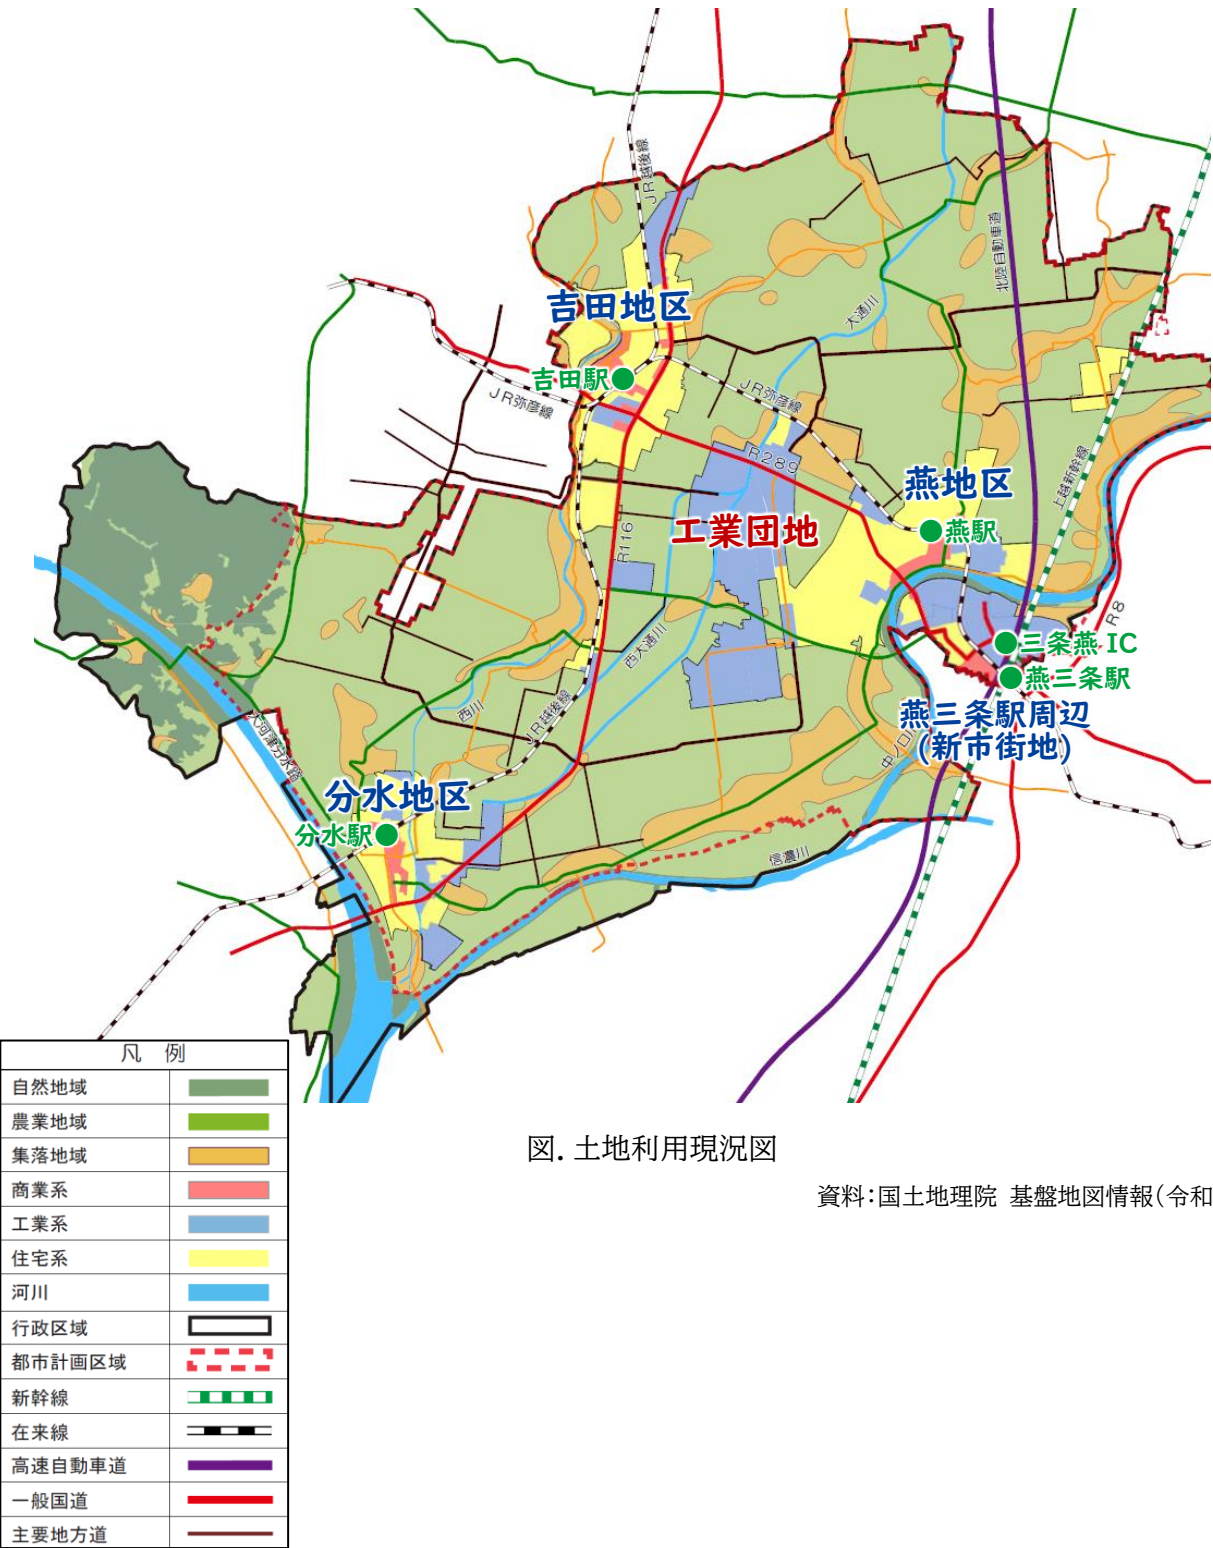 JR越後線
北陸自動車道
吉田地区
大通川
吉田駅
JR弥彦線
JR弥彦線
R289
上越新幹線
燕地区
工業団地
燕駅
R116
R8
西大通川
三条燕 IC
燕三条駅
西川
JR越後線
燕三条駅周辺
(新市街地)
中ノ口川
大河津分水路
分水地区
分水駅
信濃川
凡 例
自然地域
農業地域
集落地域
商業系
工業系
住宅系
河川
行政区域
都市計画区域
新幹線
在来線
高速自動車道
一般国道
主要地方道
図. 土地利用現況図
資料:国土地理院 基盤地図情報(令和